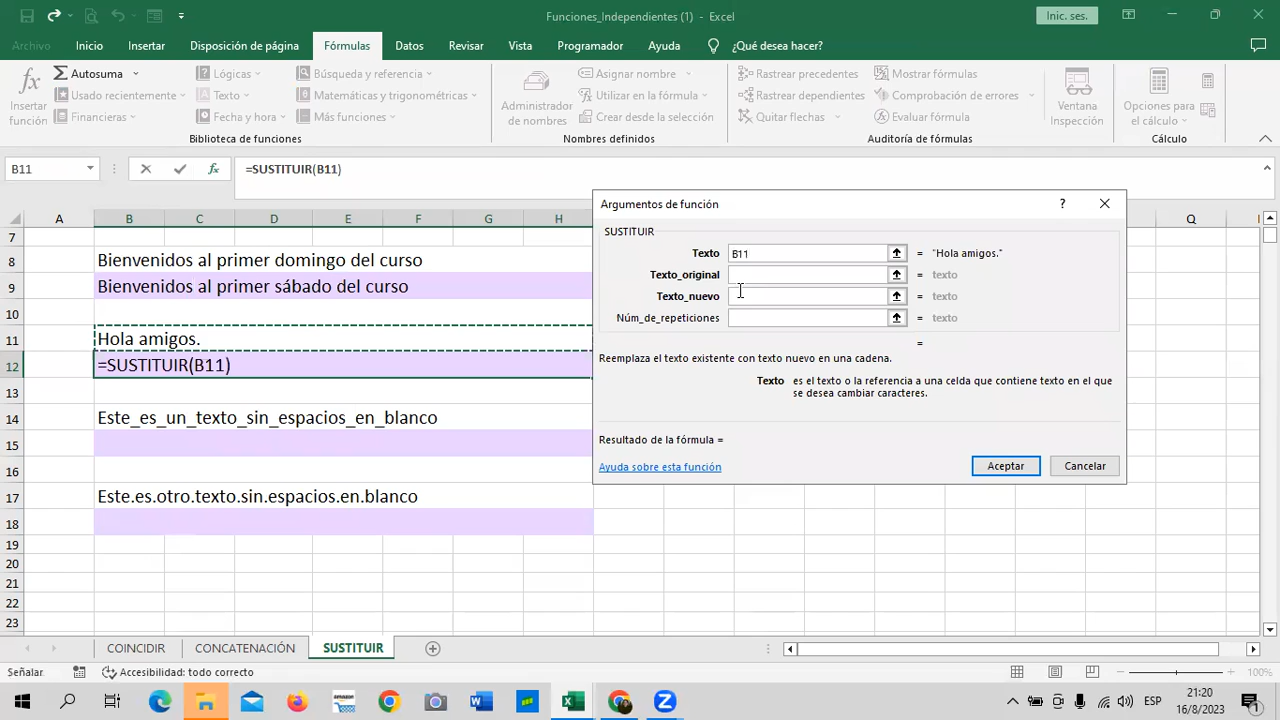 Funciones_Independientes (1) - Excel
Inic. ses.
Archivo Inicio Insertar Disposición de página Fórmulas Datos Revisar Vista Programador Ayuda ¿Qué desea hacer?
fx Autosuma Lógicas Búsqueda y referencia Asignar nombre Rastrear precedentes Mostrar fórmulas
Usado recientemente Texto Matemáticas y trigonométricas Utilizar en la fórmula Rastrear dependientes Comprobación de errores
Financieras Fecha y hora Más funciones Crear desde la selección Quitar flechas Evaluar fórmula
Insertar función
Administrador de nombres
Ventana Inspección
Opciones para el cálculo
Biblioteca de funciones Nombres definidos Auditoría de fórmulas Cálculo
B11 fx =SUSTITUIR(B11)
A B C D E F G H Q
7
8 Bienvenidos al primer domingo del curso
9 Bienvenidos al primer sábado del curso
10
11 Hola amigos.
12 =SUSTITUIR(B11)
13
14 Este_es_un_texto_sin_espacios_en_blanco
15
16
17 Este.es.otro.texto.sin.espacios.en.blanco
18
19
20
21
22
23
Argumentos de función ?
SUSTITUIR
Texto B11 = "Hola amigos."
Texto_original = texto
Texto_nuevo = texto
Núm_de_repeticiones = texto
=
Reemplaza el texto existente con texto nuevo en una cadena.
Texto es el texto o la referencia a una celda que contiene texto en el que
se desea cambiar caracteres.
Resultado de la fórmula =
Ayuda sobre esta función Aceptar Cancelar
COINCIDIR CONCATENACIÓN SUSTITUIR
Señalar. Accesibilidad: todo correcto 100%
ESP 21:20
16/8/2023